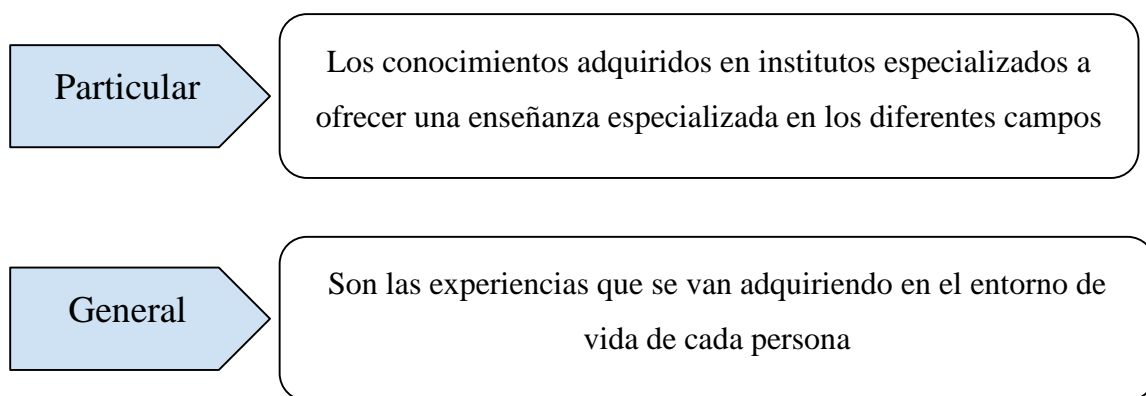 Particular
Los conocimientos adquiridos en institutos especializados a
ofrecer una enseñanza especializada en los diferentes campos
General
Son las experiencias que se van adquiriendo en el entorno de
vida de cada persona